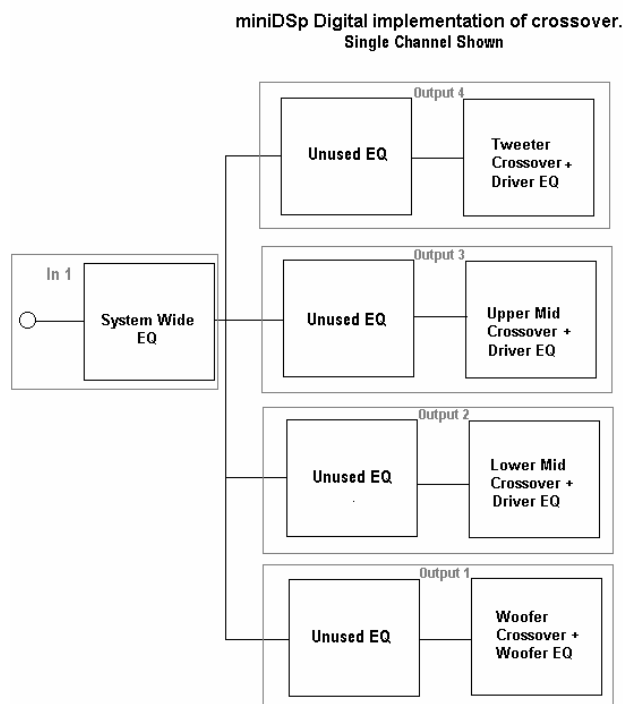 miniDSp Digital implementation of crossover.
Single Channel Shown
Output 4
Unused EQ
Tweeter
Crossover +
Driver EQ
In 1
System Wide
EQ
Output 3
Unused EQ
Upper Mid
Crossover +
Driver EQ
Output 2
Unused EQ
Lower Mid
Crossover +
Driver EQ
Output 1
Unused EQ
Woofer
Crossover +
Woofer EQ